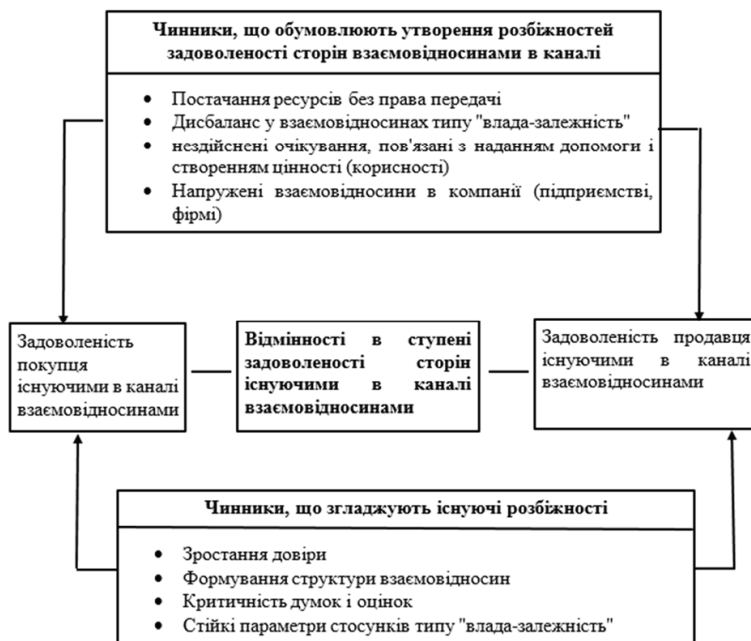 Чинники, що обумовлюють утворення розбіжностей
задоволеності сторін взаємовідносинами в каналі
• Постачання ресурсів без права передачі
• Дисбаланс у взаємовідносинах типу "влада-залежність"
• нездійснені очікування, пов'язані з наданням допомоги і
створенням цінності (корисності)
• Напружені взаємовідносини в компанії (підприємстві,
фірмі)
Задоволеність
покупця
існуючими в каналі
взаємовідносинами
Відмінності в ступені
задоволеності сторін
існуючими в каналі
взаємовідносинами
Задоволеність продавця
існуючими в каналі
взаємовідносинами
Чинники, що згладжують існуючі розбіжності
• Зростання довіри
• Формування структури взаємовідносин
• Критичність думок і оцінок
• Стійкі параметри стосунків типу "влада-залежність"